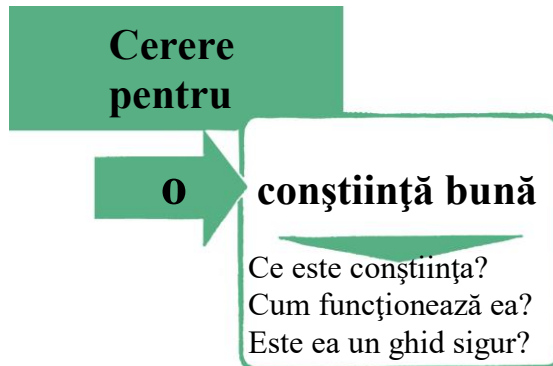 Cerere
pentru
o conştiinţă bună
Ce este conştiinţa?
Cum funcţionează ea?
Este ea un ghid sigur?